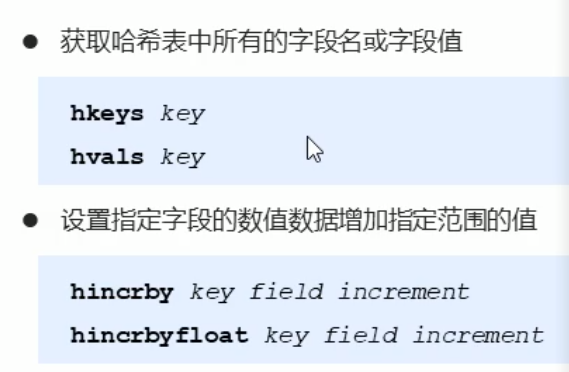 ● 获取哈希表中所有的字段名或字段值
hkeys key
hvals key
● 设置指定字段的数值数据增加指定范围的值
hincrby key field increment
hincrbyfloat key field increment